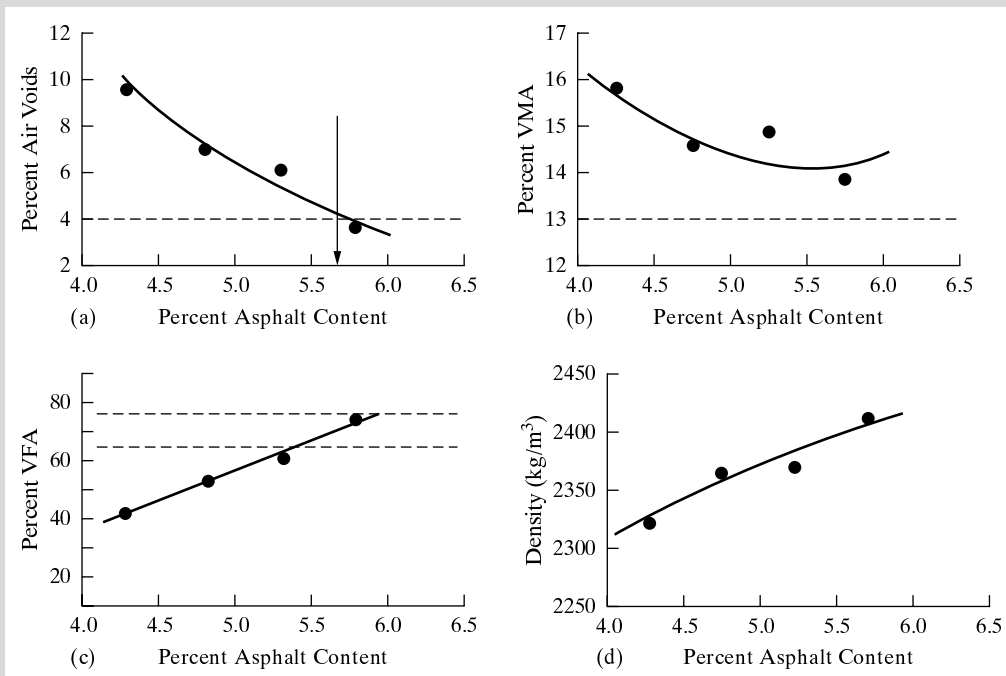 12
10
8
6
4
2
Percent Air Voids
4.0 4.5 5.0 5.5 6.0 6.5
(a) Percent Asphalt Content
17
16
15
14
13
12
Percent VMA
4.0 4.5 5.0 5.5 6.0 6.5
(b) Percent Asphalt Content
80
60
40
20
Percent VFA
4.0 4.5 5.0 5.5 6.0 6.5
(c) Percent Asphalt Content
2450
2400
2350
2300
2250
Density (kg/m³)
4.0 4.5 5.0 5.5 6.0 6.5
(d) Percent Asphalt Content